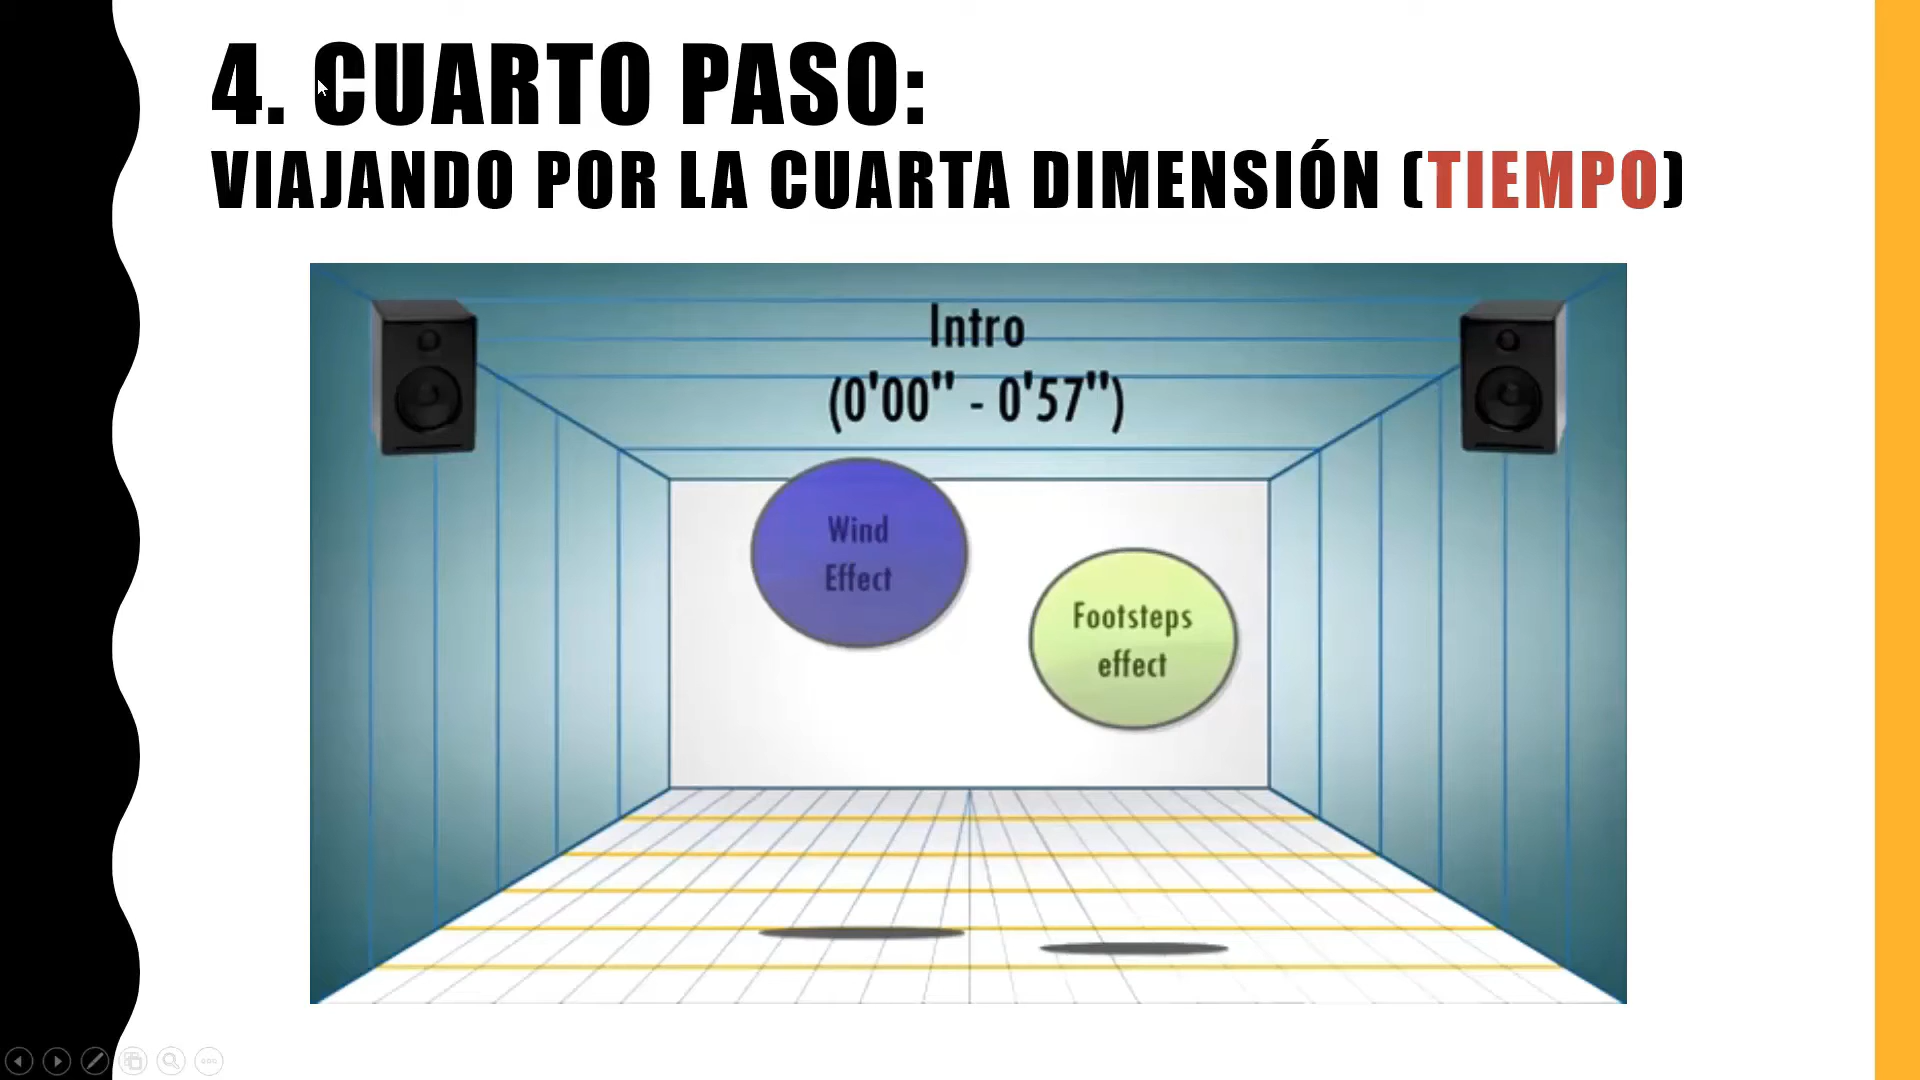 4. CUARTO PASO:
VIAJANDO POR LA CUARTA DIMENSIÓN (TIEMPO)
Intro
(0'00" - 0'57")
Wind
Effect
Footsteps
effect